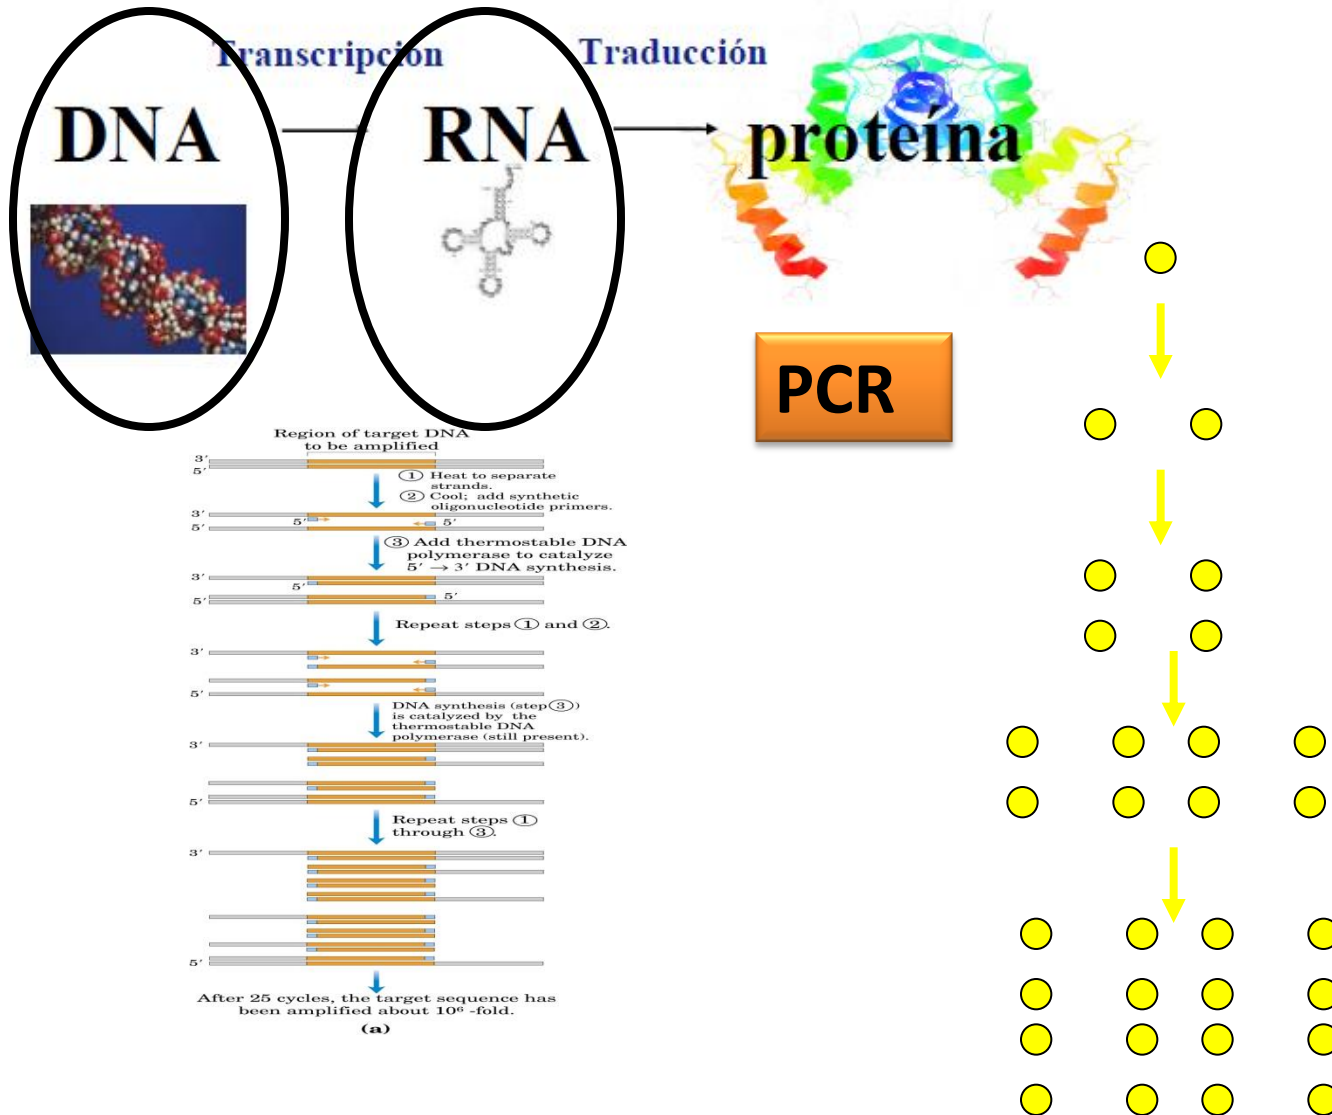 Transcripción
Traducción
DNA
RNA
proteína
PCR
Region of target DNA
to be amplified
3′
5′
① Heat to separate
strands.
② Cool; add synthetic
oligonucleotide primers.
3′
5′
5′
5′
③ Add thermostable DNA
polymerase to catalyze
5′ → 3′ DNA synthesis.
3′
5′
5′
5′
Repeat steps ① and ②.
3′
5′
DNA synthesis (step ③)
is catalyzed by the
thermostable DNA
polymerase (still present).
3′
5′
Repeat steps ①
through ③.
3′
5′
After 25 cycles, the target sequence has
been amplified about 10⁶ -fold.
(a)